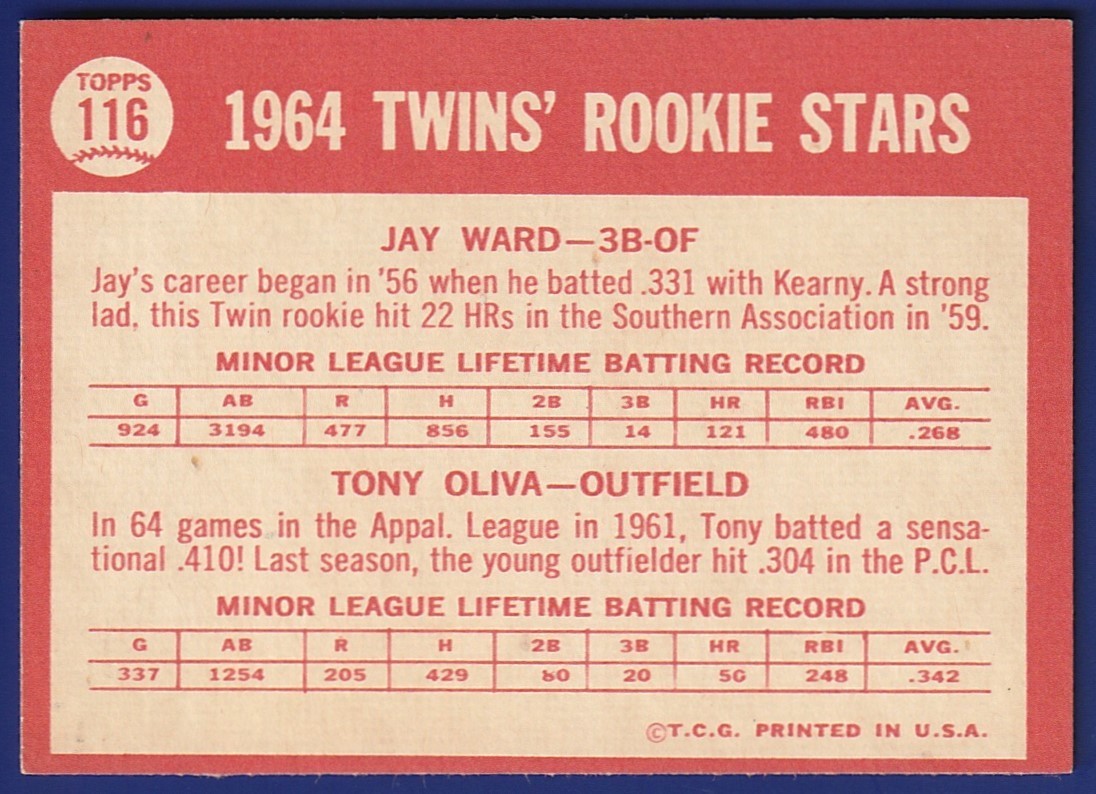 TOPPS
116
1964 TWINS' ROOKIE STARS
JAY WARD—3B-OF
Jay's career began in '56 when he batted .331 with Kearny. A strong
lad, this Twin rookie hit 22 HRs in the Southern Association in '59.
MINOR LEAGUE LIFETIME BATTING RECORD
G AB R H 2B 3B HR RBI AVG.
924 3194 477 856 155 14 121 480 .268
TONY OLIVA—OUTFIELD
In 64 games in the Appal. League in 1961, Tony batted a sensa-
tional .410! Last season, the young outfielder hit .304 in the P.C.L.
MINOR LEAGUE LIFETIME BATTING RECORD
G AB R H 2B 3B HR RBI AVG.
337 1254 205 429 80 20 50 248 .342
©T.C.G. PRINTED IN U.S.A.